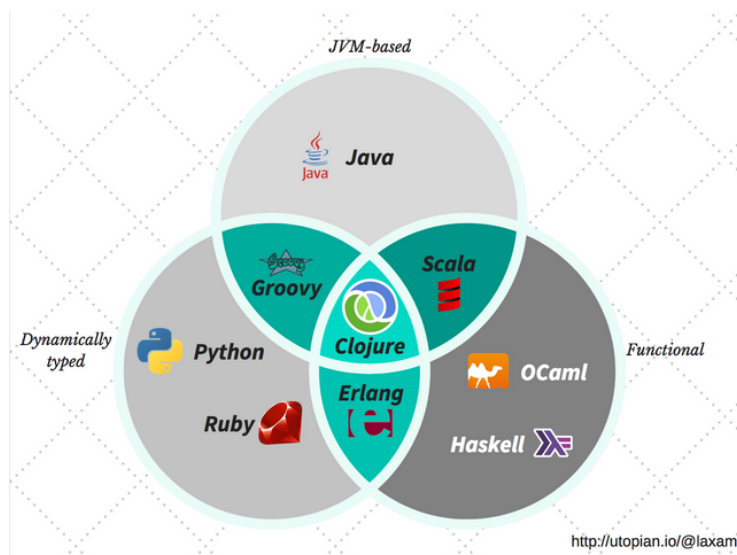 JVM-based
Java
Java
Groovy
Groovy
Scala
Clojure
Dynamically
typed
Python
Functional
OCaml
Erlang
Ruby
e
Haskell
http://utopian.io/@laxam